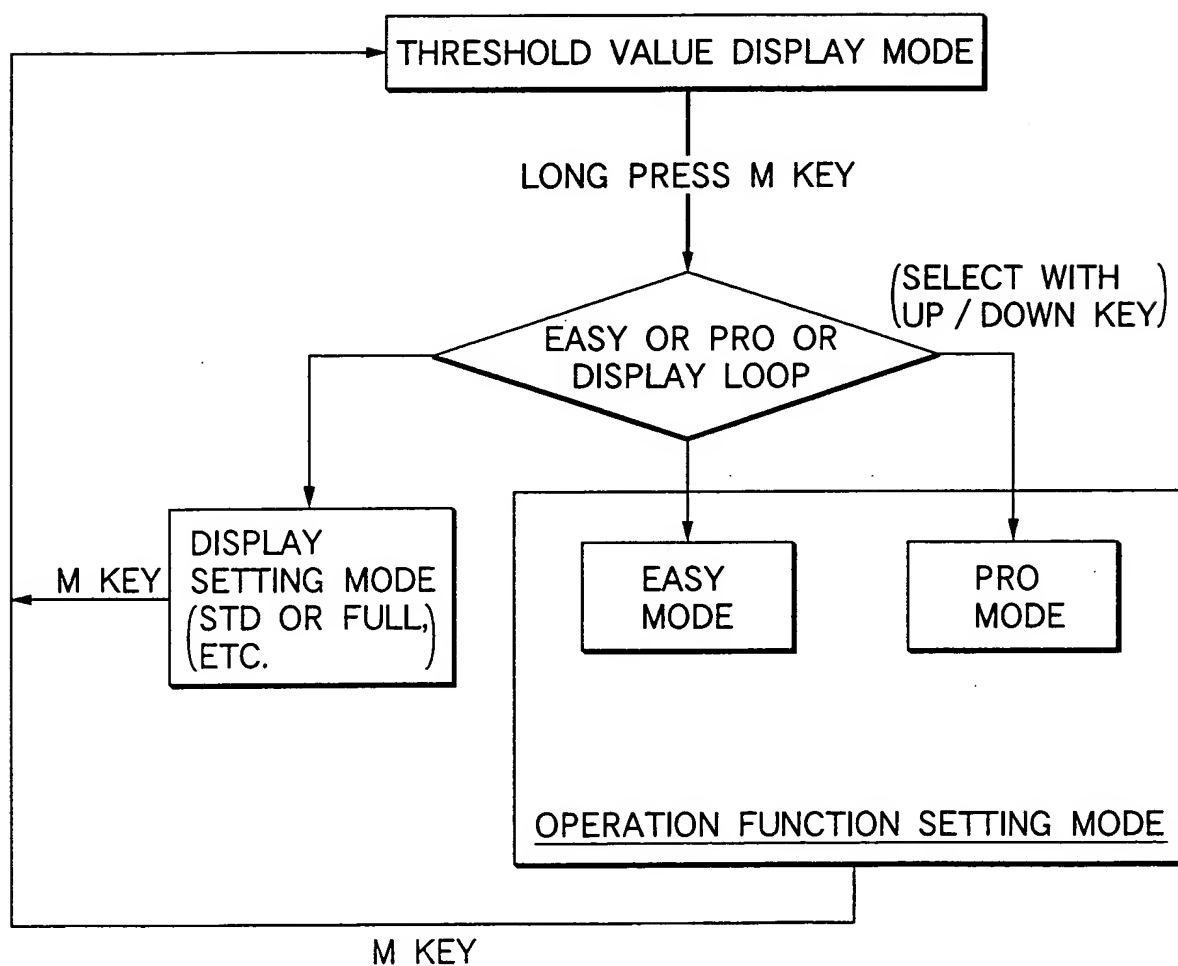 THRESHOLD VALUE DISPLAY MODE
LONG PRESS M KEY
(SELECT WITH
UP / DOWN KEY)
EASY OR PRO OR
DISPLAY LOOP
DISPLAY
SETTING MODE
(STD OR FULL,
ETC.)
M KEY
EASY
MODE
PRO
MODE
OPERATION FUNCTION SETTING MODE
M KEY